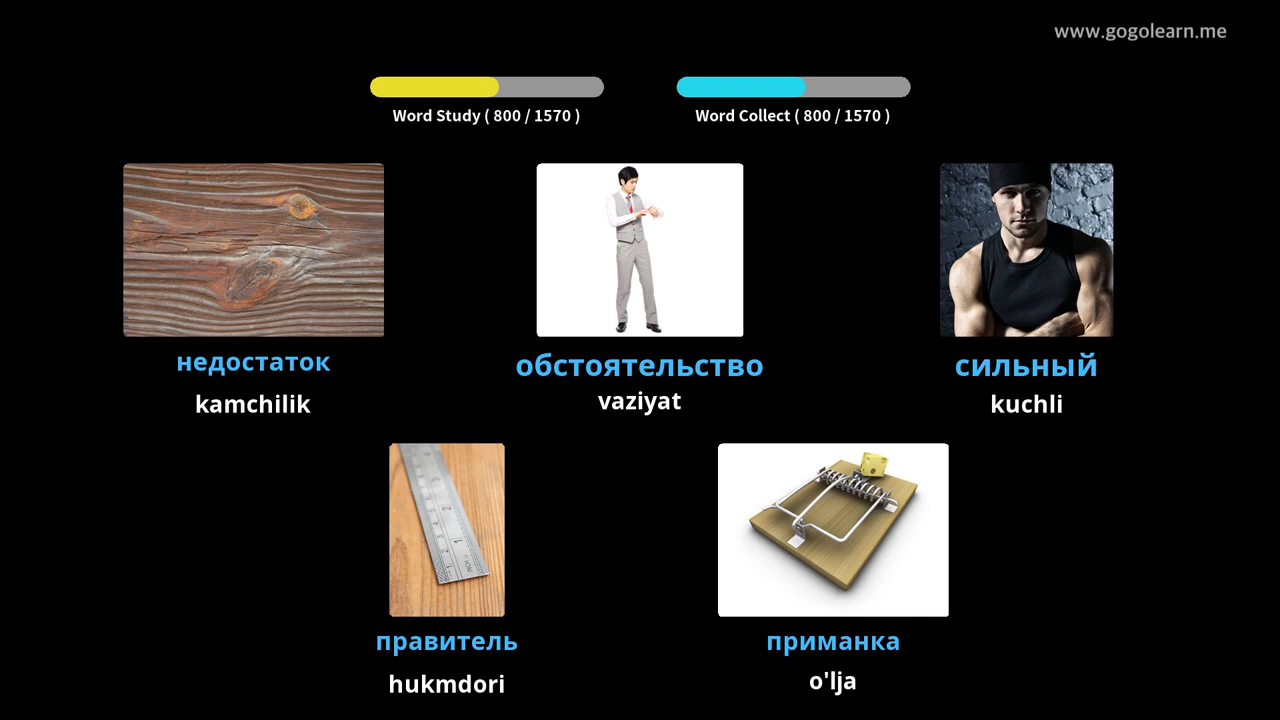 www.gogolearn.me
Word Study ( 800 / 1570 )
Word Collect ( 800 / 1570 )
недостаток
kamchilik
обстоятельство
vaziyat
сильный
kuchli
правитель
hukmdori
приманка
o'lja